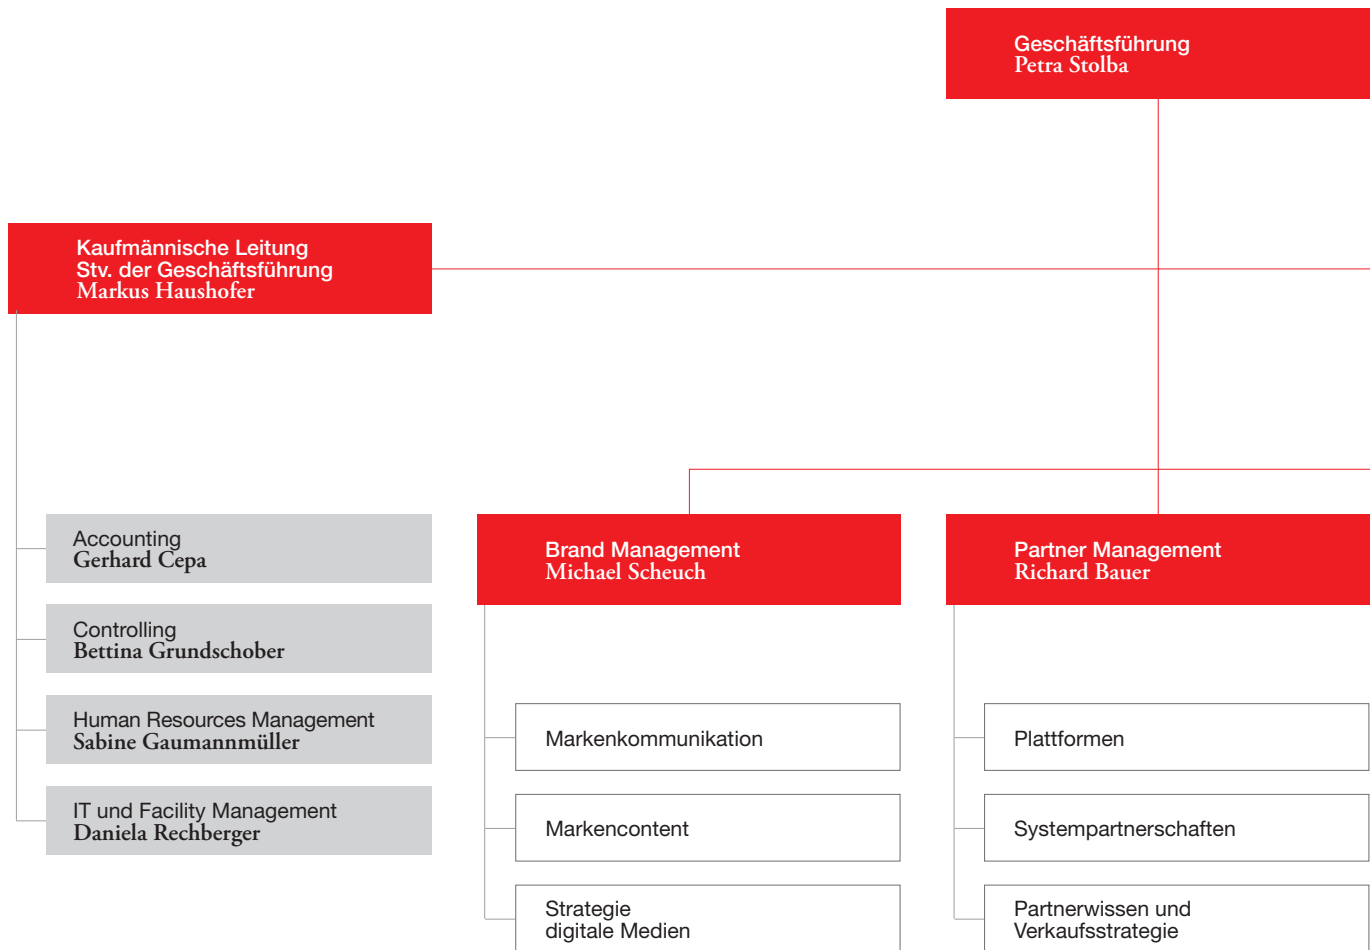 Geschäftsführung
Petra Stolba
Kaufmännische Leitung
Stv. der Geschäftsführung
Markus Haushofer
Accounting
Gerhard Cepa
Controlling
Bettina Grundschober
Human Resources Management
Sabine Gaumannmüller
IT und Facility Management
Daniela Rechberger
Brand Management
Michael Scheuch
Markenkommunikation
Markencontent
Strategie
digitale Medien
Partner Management
Richard Bauer
Plattformen
Systempartnerschaften
Partnerwissen und
Verkaufsstrategie